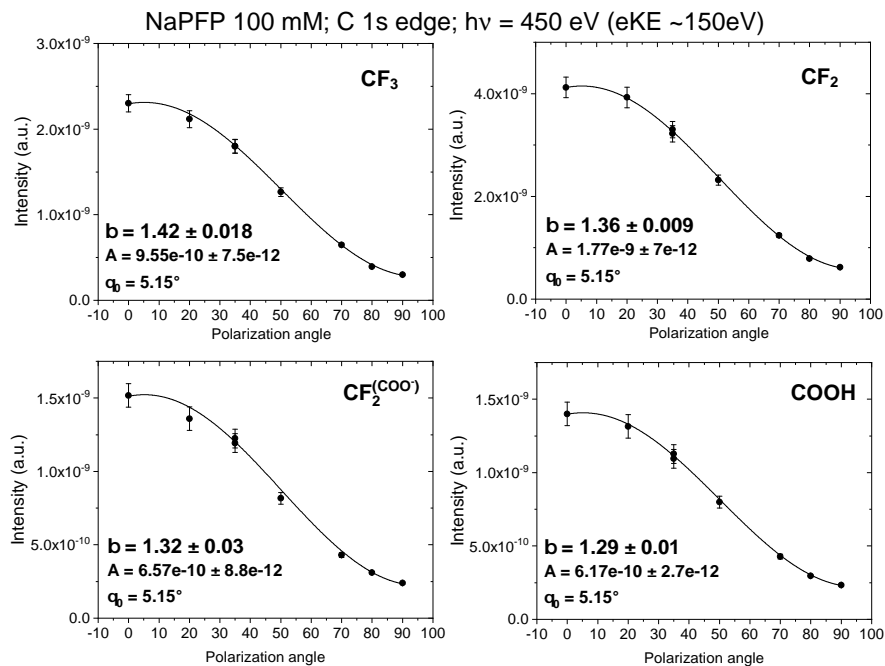 NaPFP 100 mM; C 1s edge; hν = 450 eV (eKE ~150eV)
3.0x10⁻⁹
2.0x10⁻⁹
1.0x10⁻⁹
0.0
Intensity (a.u.)
CF₃
b = 1.42 ± 0.018
A = 9.55e-10 ± 7.5e-12
q₀ = 5.15°
-10 0 10 20 30 40 50 60 70 80 90 100
Polarization angle
4.0x10⁻⁹
2.0x10⁻⁹
0.0
Intensity (a.u.)
CF₂
b = 1.36 ± 0.009
A = 1.77e-9 ± 7e-12
q₀ = 5.15°
-10 0 10 20 30 40 50 60 70 80 90 100
Polarization angle
1.5x10⁻⁹
1.0x10⁻⁹
5.0x10⁻¹⁰
0.0
Intensity (a.u.)
CF₂(COO⁻)
b = 1.32 ± 0.03
A = 6.57e-10 ± 8.8e-12
q₀ = 5.15°
-10 0 10 20 30 40 50 60 70 80 90 100
Polarization angle
1.5x10⁻⁹
1.0x10⁻⁹
5.0x10⁻¹⁰
0.0
Intensity (a.u.)
COOH
b = 1.29 ± 0.01
A = 6.17e-10 ± 2.7e-12
q₀ = 5.15°
-10 0 10 20 30 40 50 60 70 80 90 100
Polarization angle